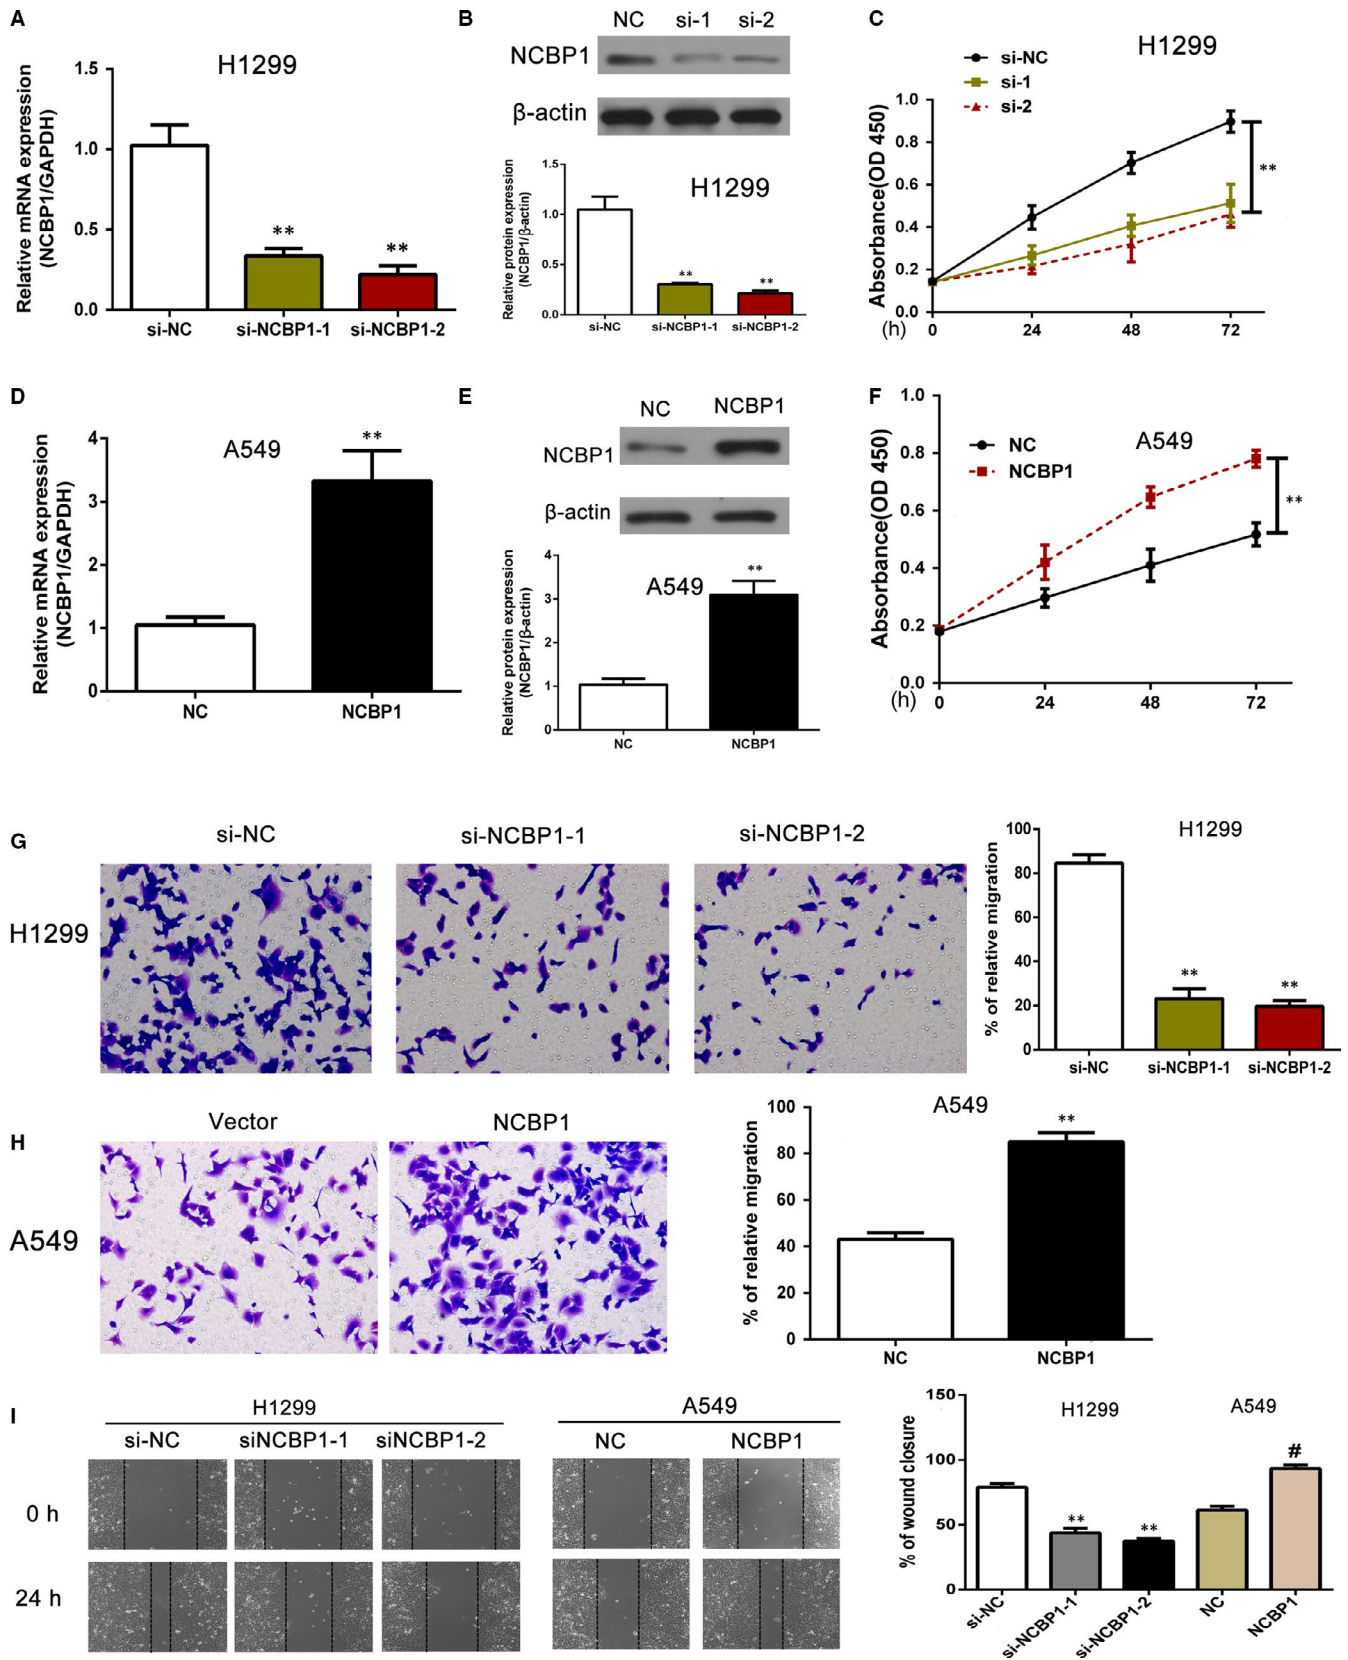 A
H1299
Relative mRNA expression
(NCBP1/GAPDH)
1.5
1.0
0.5
0.0
**
**
si-NC
si-NCBP1-1
si-NCBP1-2
B
NC
si-1
si-2
NCBP1
β-actin
H1299
Relative protein expression
(NCBP1/β-actin)
1.5
1.0
0.5
0.0
**
**
si-NC
si-NCBP1-1
si-NCBP1-2
C
H1299
si-NC
si-1
si-2
Absorbance(OD 450)
1.0
0.8
0.6
0.4
0.2
0.0
**
(h)
0
24
48
72
D
A549
Relative mRNA expression
(NCBP1/GAPDH)
4
3
2
1
0
**
NC
NCBP1
E
NC
NCBP1
NCBP1
β-actin
A549
Relative protein expression
(NCBP1/β-actin)
4
3
2
1
0
**
NC
NCBP1
F
A549
NC
NCBP1
Absorbance(OD 450)
1.0
0.8
0.6
0.4
0.2
0.0
**
(h)
0
24
48
72
G
si-NC
si-NCBP1-1
si-NCBP1-2
H1299
H1299
% of relative migration
100
80
60
40
20
0
**
**
si-NC
si-NCBP1-1
si-NCBP1-2
H
Vector
NCBP1
A549
A549
% of relative migration
100
80
60
40
20
0
**
NC
NCBP1
I
H1299
A549
si-NC
siNCBP1-1
siNCBP1-2
NC
NCBP1
0 h
24 h
H1299
A549
% of wound closure
150
100
50
0
**
**
#
si-NC
si-NCBP1-1
si-NCBP1-2
NC
NCBP1